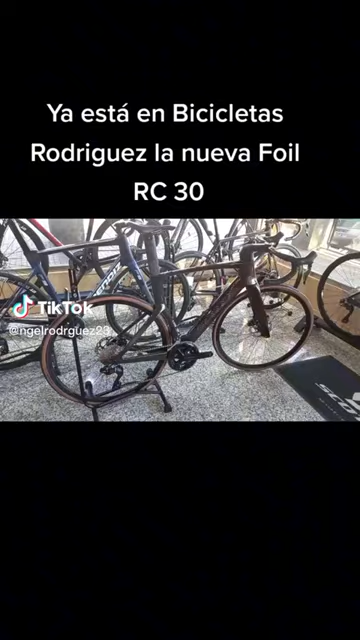 Ya está en Bicicletas
Rodriguez la nueva Foil
RC 30
TikTok
@ngelrodrguez23